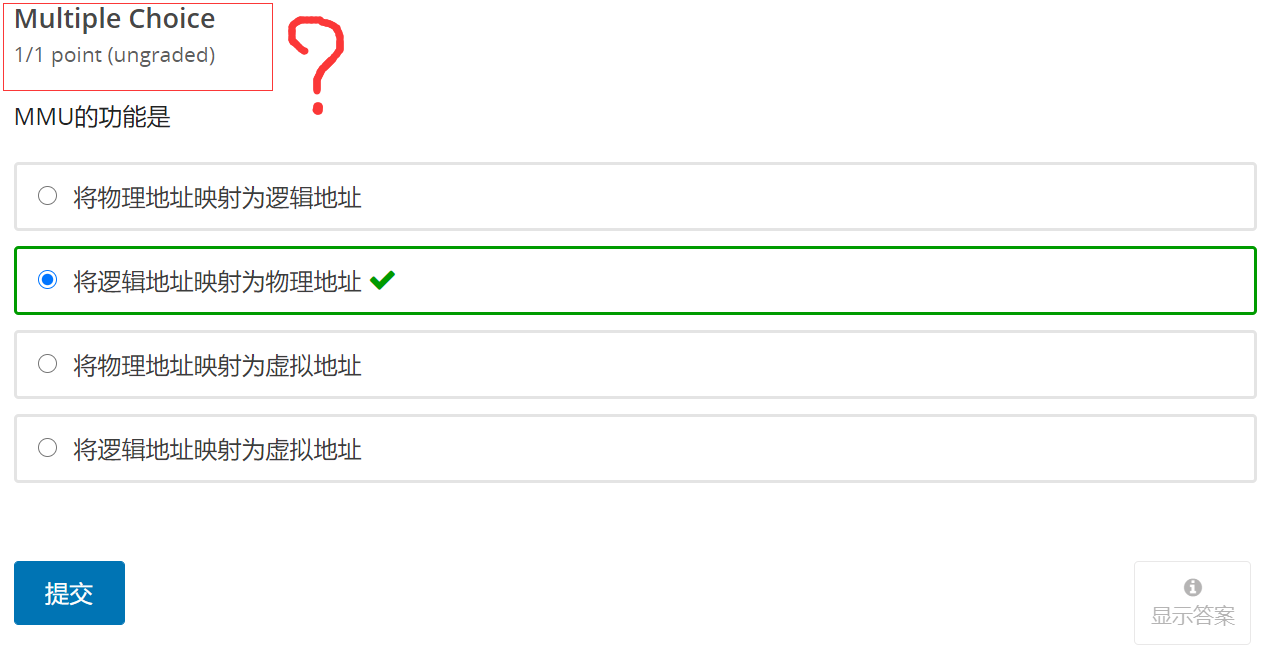 Multiple Choice
1/1 point (ungraded)
?
MMU的功能是
将物理地址映射为逻辑地址
将逻辑地址映射为物理地址
将物理地址映射为虚拟地址
将逻辑地址映射为虚拟地址
提交
显示答案